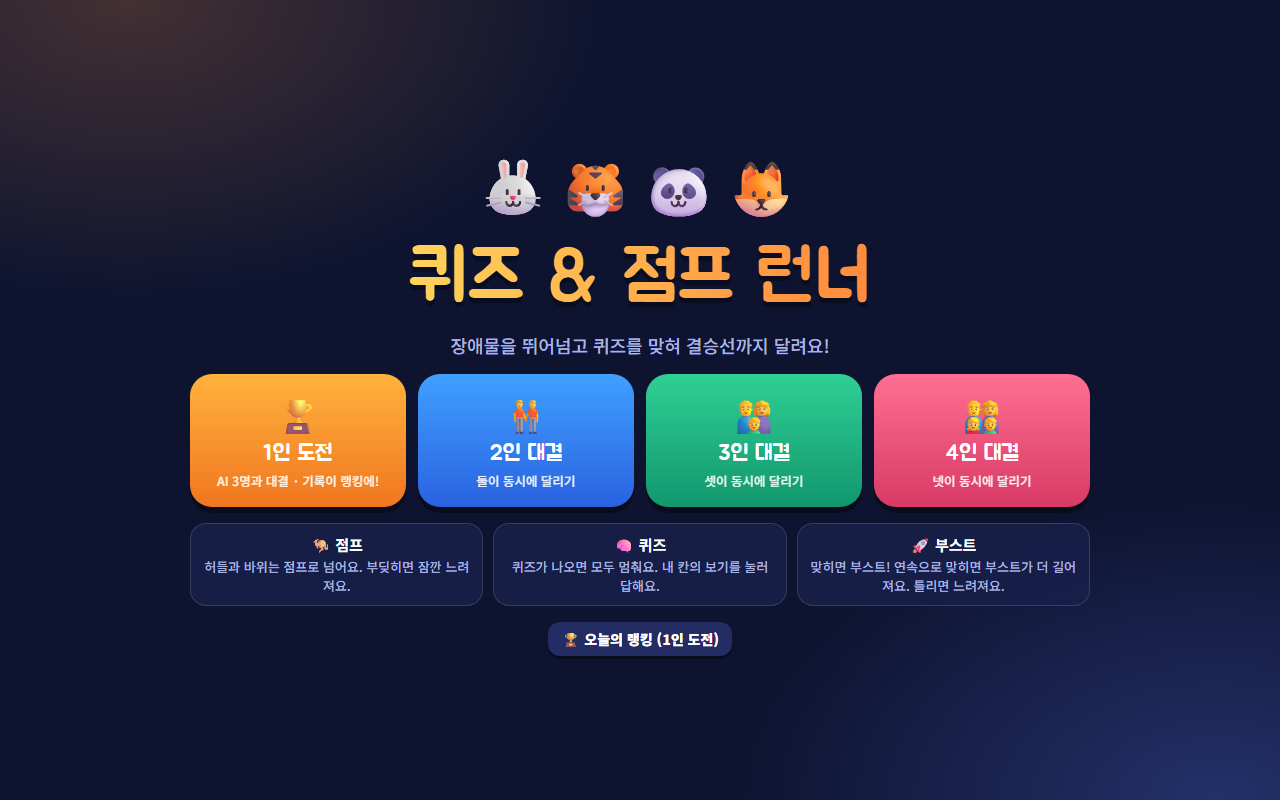 퀴즈 & 점프 런너
장애물을 뛰어넘고 퀴즈를 맞혀 결승선까지 달려요!
1인 도전
AI 3명과 대결 · 기록이 랭킹에!
2인 대결
둘이 동시에 달리기
3인 대결
셋이 동시에 달리기
4인 대결
넷이 동시에 달리기
점프
허들과 바위는 점프로 넘어요. 부딪히면 잠깐 느려
져요.
퀴즈
퀴즈가 나오면 모두 멈춰요. 내 칸의 보기를 눌러
답해요.
부스트
맞히면 부스트! 연속으로 맞히면 부스트가 더 길어
져요. 틀리면 느려져요.
오늘의 랭킹 (1인 도전)